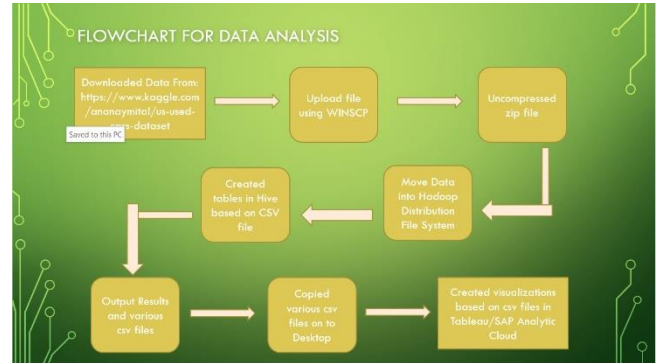 FLOWCHART FOR DATA ANALYSIS
Downloaded Data From:
https://www.kaggle.com
/ananaymital/us-used-
cars-dataset
Saved to this PC
Upload file
using WINSCP
Uncompressed
zip file
Created
tables in Hive
based on CSV
file
Move Data
into Hadoop
Distribution
File System
Output Results
and various
csv files
Copied
various csv
files on to
Desktop
Created visualizations
based on csv files in
Tableau/SAP Analytic
Cloud